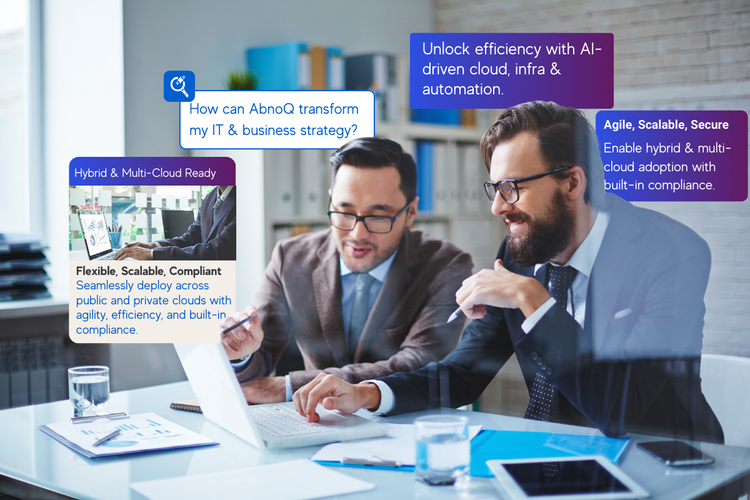 Unlock efficiency with AI-
driven cloud, infra &
automation.
How can AbnoQ transform
my IT & business strategy?
Agile, Scalable, Secure
Enable hybrid & multi-
cloud adoption with
built-in compliance.
Hybrid & Multi-Cloud Ready
Flexible, Scalable, Compliant
Seamlessly deploy across
public and private clouds with
agility, efficiency, and built-in
compliance.